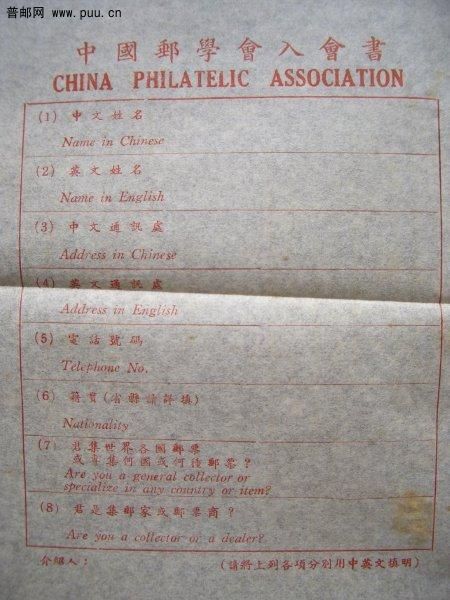 普邮网 www.puu.cn
中國郵學會入會書
CHINA PHILATELIC ASSOCIATION
(1) 中文姓名
Name in Chinese
(2) 英文姓名
Name in English
(3) 中文通訊處
Address in Chinese
(4) 英文通訊處
Address in English
(5) 電話號碼
Telephone No.
(6) 籍貫(省縣請詳填)
Nationality
(7) 君集世界各國郵票
或專集何國或何種郵票?
Are you a general collector or
specialize in any country or item?
(8) 君是集郵家或郵票商?
Are you a collector or a dealer?
介紹人:
(請將上列各項分別用中英文填明)